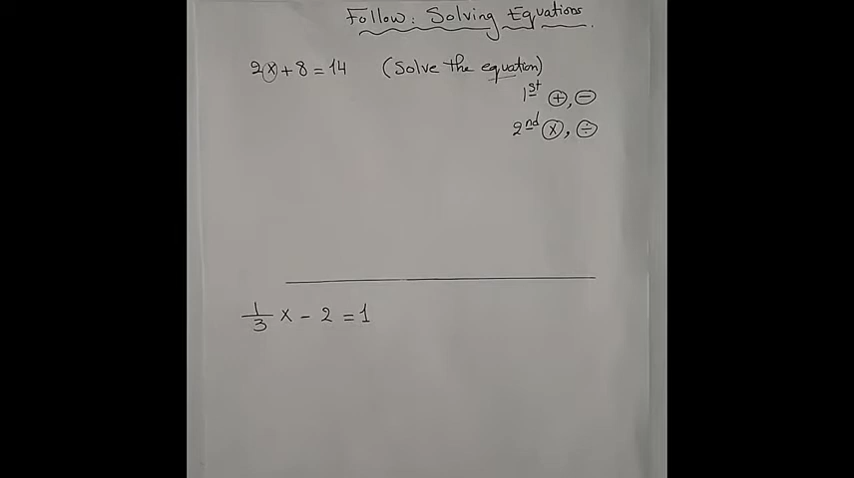 Follow: Solving Equations.
2x + 8 = 14 (Solve the equation)
1st +, -
2nd ×, ÷
1/3 x - 2 = 1